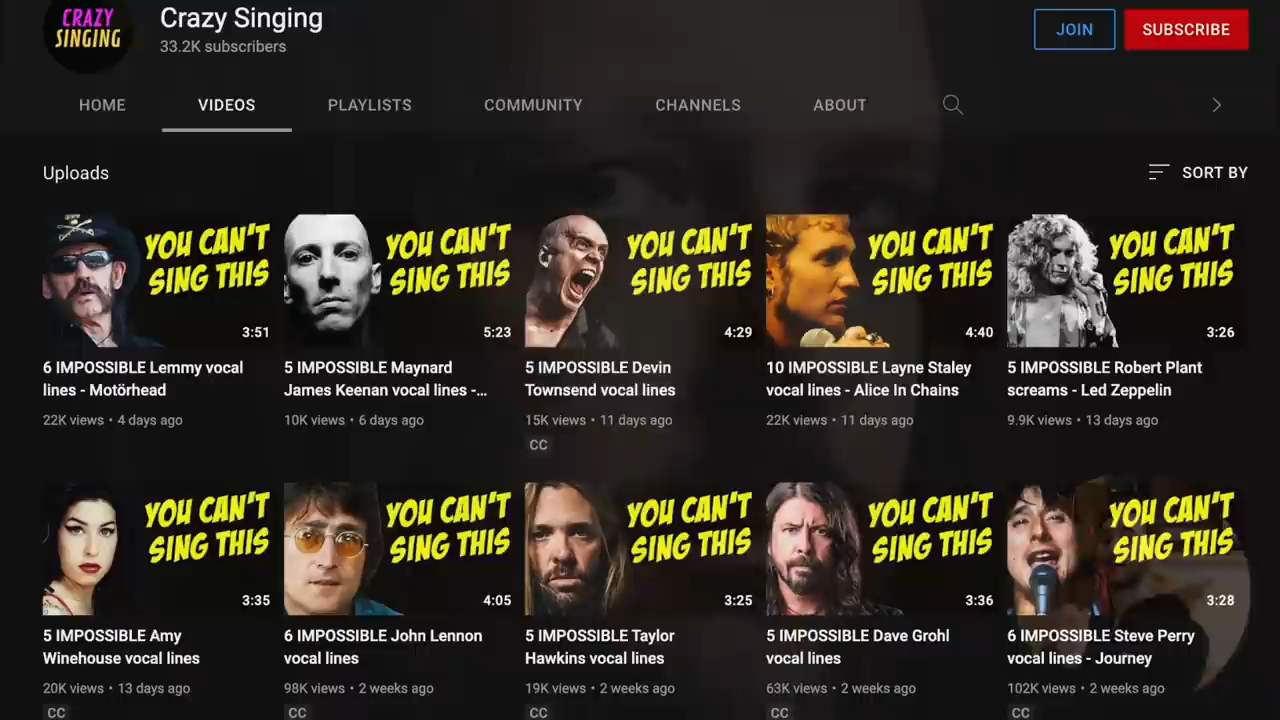 CRAZY
SINGING
Crazy Singing
33.2K subscribers
JOIN
SUBSCRIBE
HOME
VIDEOS
PLAYLISTS
COMMUNITY
CHANNELS
ABOUT
Uploads
SORT BY
YOU CAN'T
SING THIS
3:51
YOU CAN'T
SING THIS
5:23
YOU CAN'T
SING THIS
4:29
YOU CAN'T
SING THIS
4:40
YOU CAN'T
SING THIS
3:26
6 IMPOSSIBLE Lemmy vocal
lines - Motörhead
22K views • 4 days ago
5 IMPOSSIBLE Maynard
James Keenan vocal lines -...
10K views • 6 days ago
5 IMPOSSIBLE Devin
Townsend vocal lines
15K views • 11 days ago
CC
10 IMPOSSIBLE Layne Staley
vocal lines - Alice In Chains
22K views • 11 days ago
5 IMPOSSIBLE Robert Plant
screams - Led Zeppelin
9.9K views • 13 days ago
YOU CAN'T
SING THIS
3:35
YOU CAN'T
SING THIS
4:05
YOU CAN'T
SING THIS
3:25
YOU CAN'T
SING THIS
3:36
YOU CAN'T
SING THIS
3:28
5 IMPOSSIBLE Amy
Winehouse vocal lines
20K views • 13 days ago
CC
6 IMPOSSIBLE John Lennon
vocal lines
98K views • 2 weeks ago
CC
5 IMPOSSIBLE Taylor
Hawkins vocal lines
19K views • 2 weeks ago
CC
5 IMPOSSIBLE Dave Grohl
vocal lines
63K views • 2 weeks ago
CC
6 IMPOSSIBLE Steve Perry
vocal lines - Journey
102K views • 2 weeks ago
CC